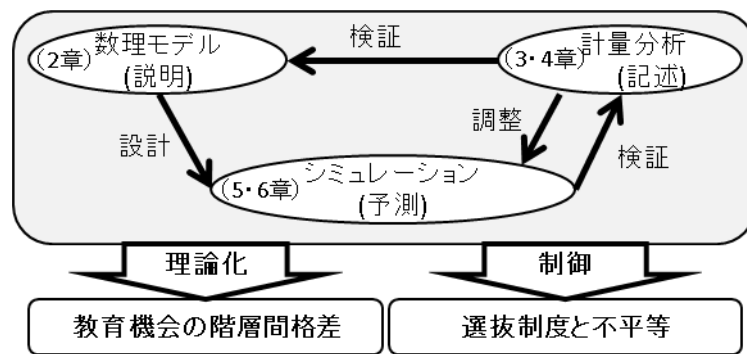 検証
(2章)数理モデル
(説明)
(3・4章)計量分析
(記述)
設計
調整
検証
(5・6章)シミュレーション
(予測)
理論化
制御
教育機会の階層間格差
選抜制度と不平等